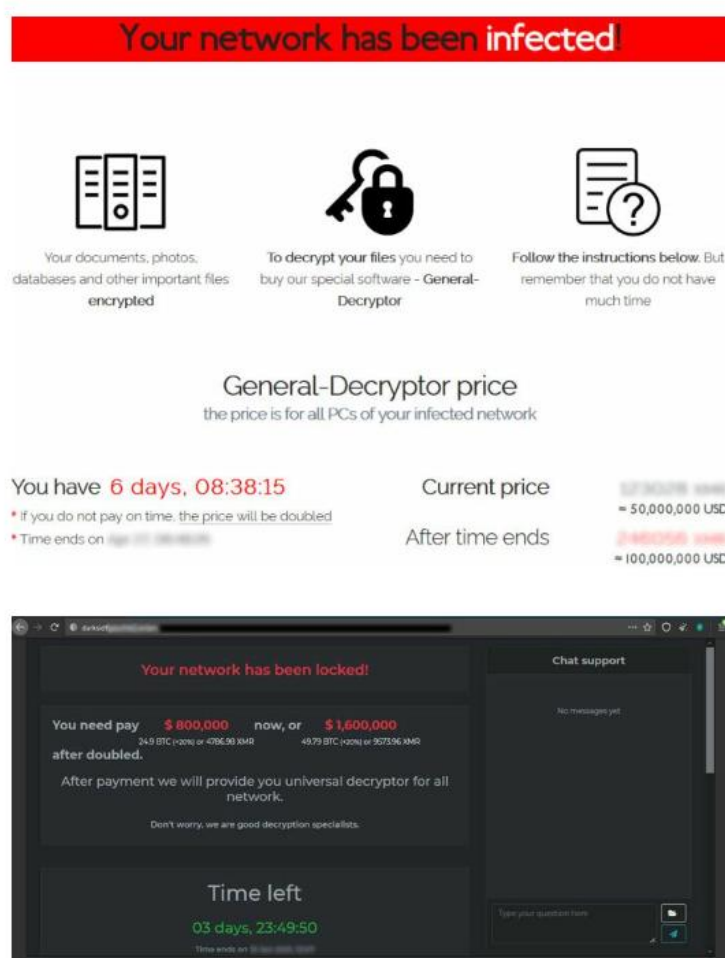 Your network has been infected!
Your documents, photos,
databases and other important files
encrypted
To decrypt your files you need to
buy our special software - General-
Decryptor
Follow the instructions below. But
remember that you do not have
much time
General-Decryptor price
the price is for all PCs of your infected network
You have 6 days, 08:38:15
* If you do not pay on time, the price will be doubled
* Time ends on
Current price
≈ 50,000,000 USD
After time ends
≈ 100,000,000 USD
Your network has been locked!
You need pay $ 800,000 now, or $ 1,600,000
24.9 BTC (+20%) or 4786.98 XMR 49.79 BTC (+20%) or 9573.96 XMR
after doubled.
After payment we will provide you universal decryptor for all
network.
Don't worry, we are good decryption specialists.
Time left
03 days, 23:49:50
Time ends on
Chat support
No messages yet
Type your question here